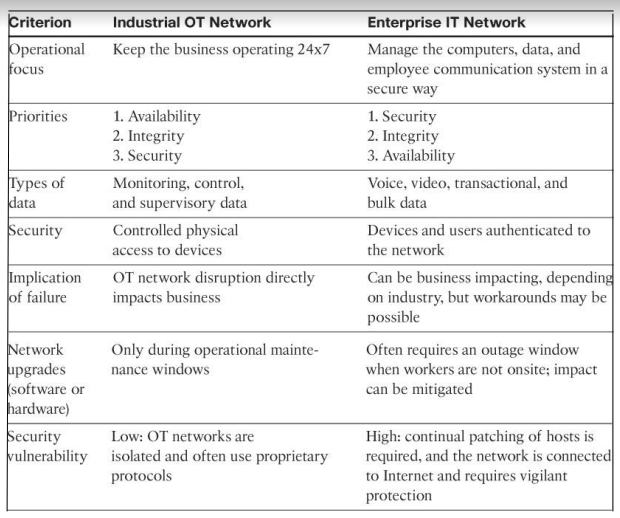 Criterion Industrial OT Network Enterprise IT Network
Operational Keep the business operating 24x7 Manage the computers, data, and
focus employee communication system in a
secure way
Priorities 1. Availability 1. Security
2. Integrity 2. Integrity
3. Security 3. Availability
Types of Monitoring, control, Voice, video, transactional, and
data and supervisory data bulk data
Security Controlled physical Devices and users authenticated to
access to devices the network
Implication OT network disruption directly Can be business impacting, depending
of failure impacts business on industry, but workarounds may be
possible
Network Only during operational mainte- Often requires an outage window
upgrades nance windows when workers are not onsite; impact
(software or can be mitigated
hardware)
Security Low: OT networks are High: continual patching of hosts is
vulnerability isolated and often use proprietary required, and the network is connected
protocols to Internet and requires vigilant
protection